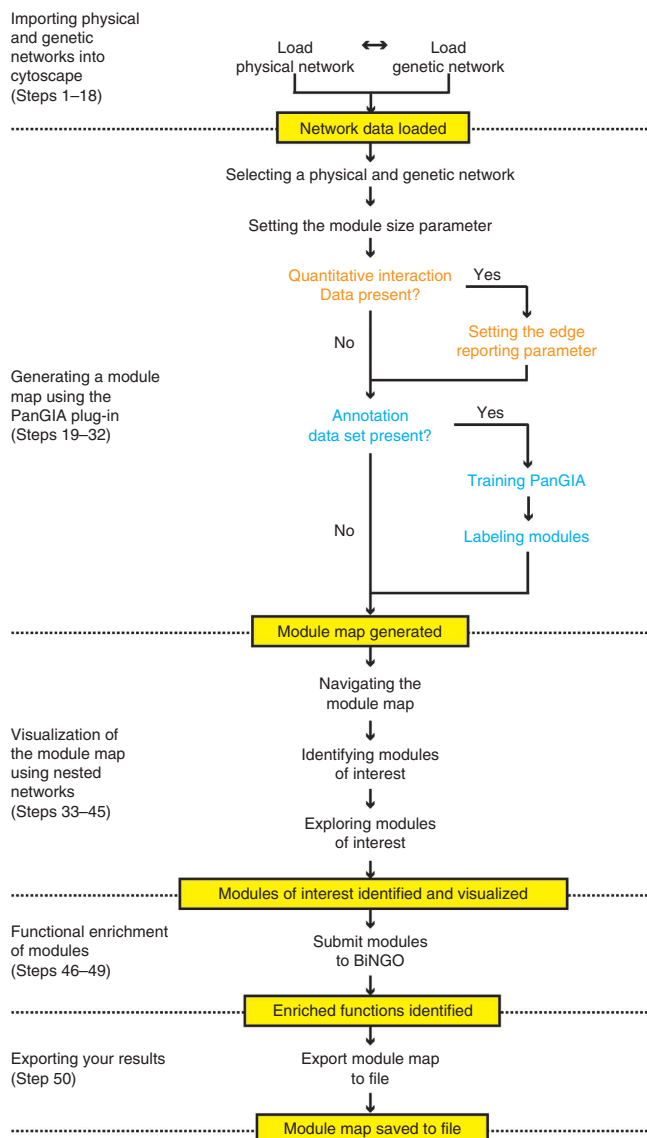 Importing physical
and genetic
networks into
cytoscape
(Steps 1–18)
Load
physical network
Load
genetic network
Network data loaded
Selecting a physical and genetic network
Setting the module size parameter
Quantitative interaction
Data present?
Yes
No
Setting the edge
reporting parameter
Generating a module
map using the
PanGIA plug-in
(Steps 19–32)
Annotation
data set present?
Yes
Training PanGIA
No
Labeling modules
Module map generated
Navigating the
module map
Visualization of
the module map
using nested
networks
(Steps 33–45)
Identifying modules
of interest
Exploring modules
of interest
Modules of interest identified and visualized
Functional enrichment
of modules
(Steps 46–49)
Submit modules
to BiNGO
Enriched functions identified
Exporting your results
(Step 50)
Export module map
to file
Module map saved to file